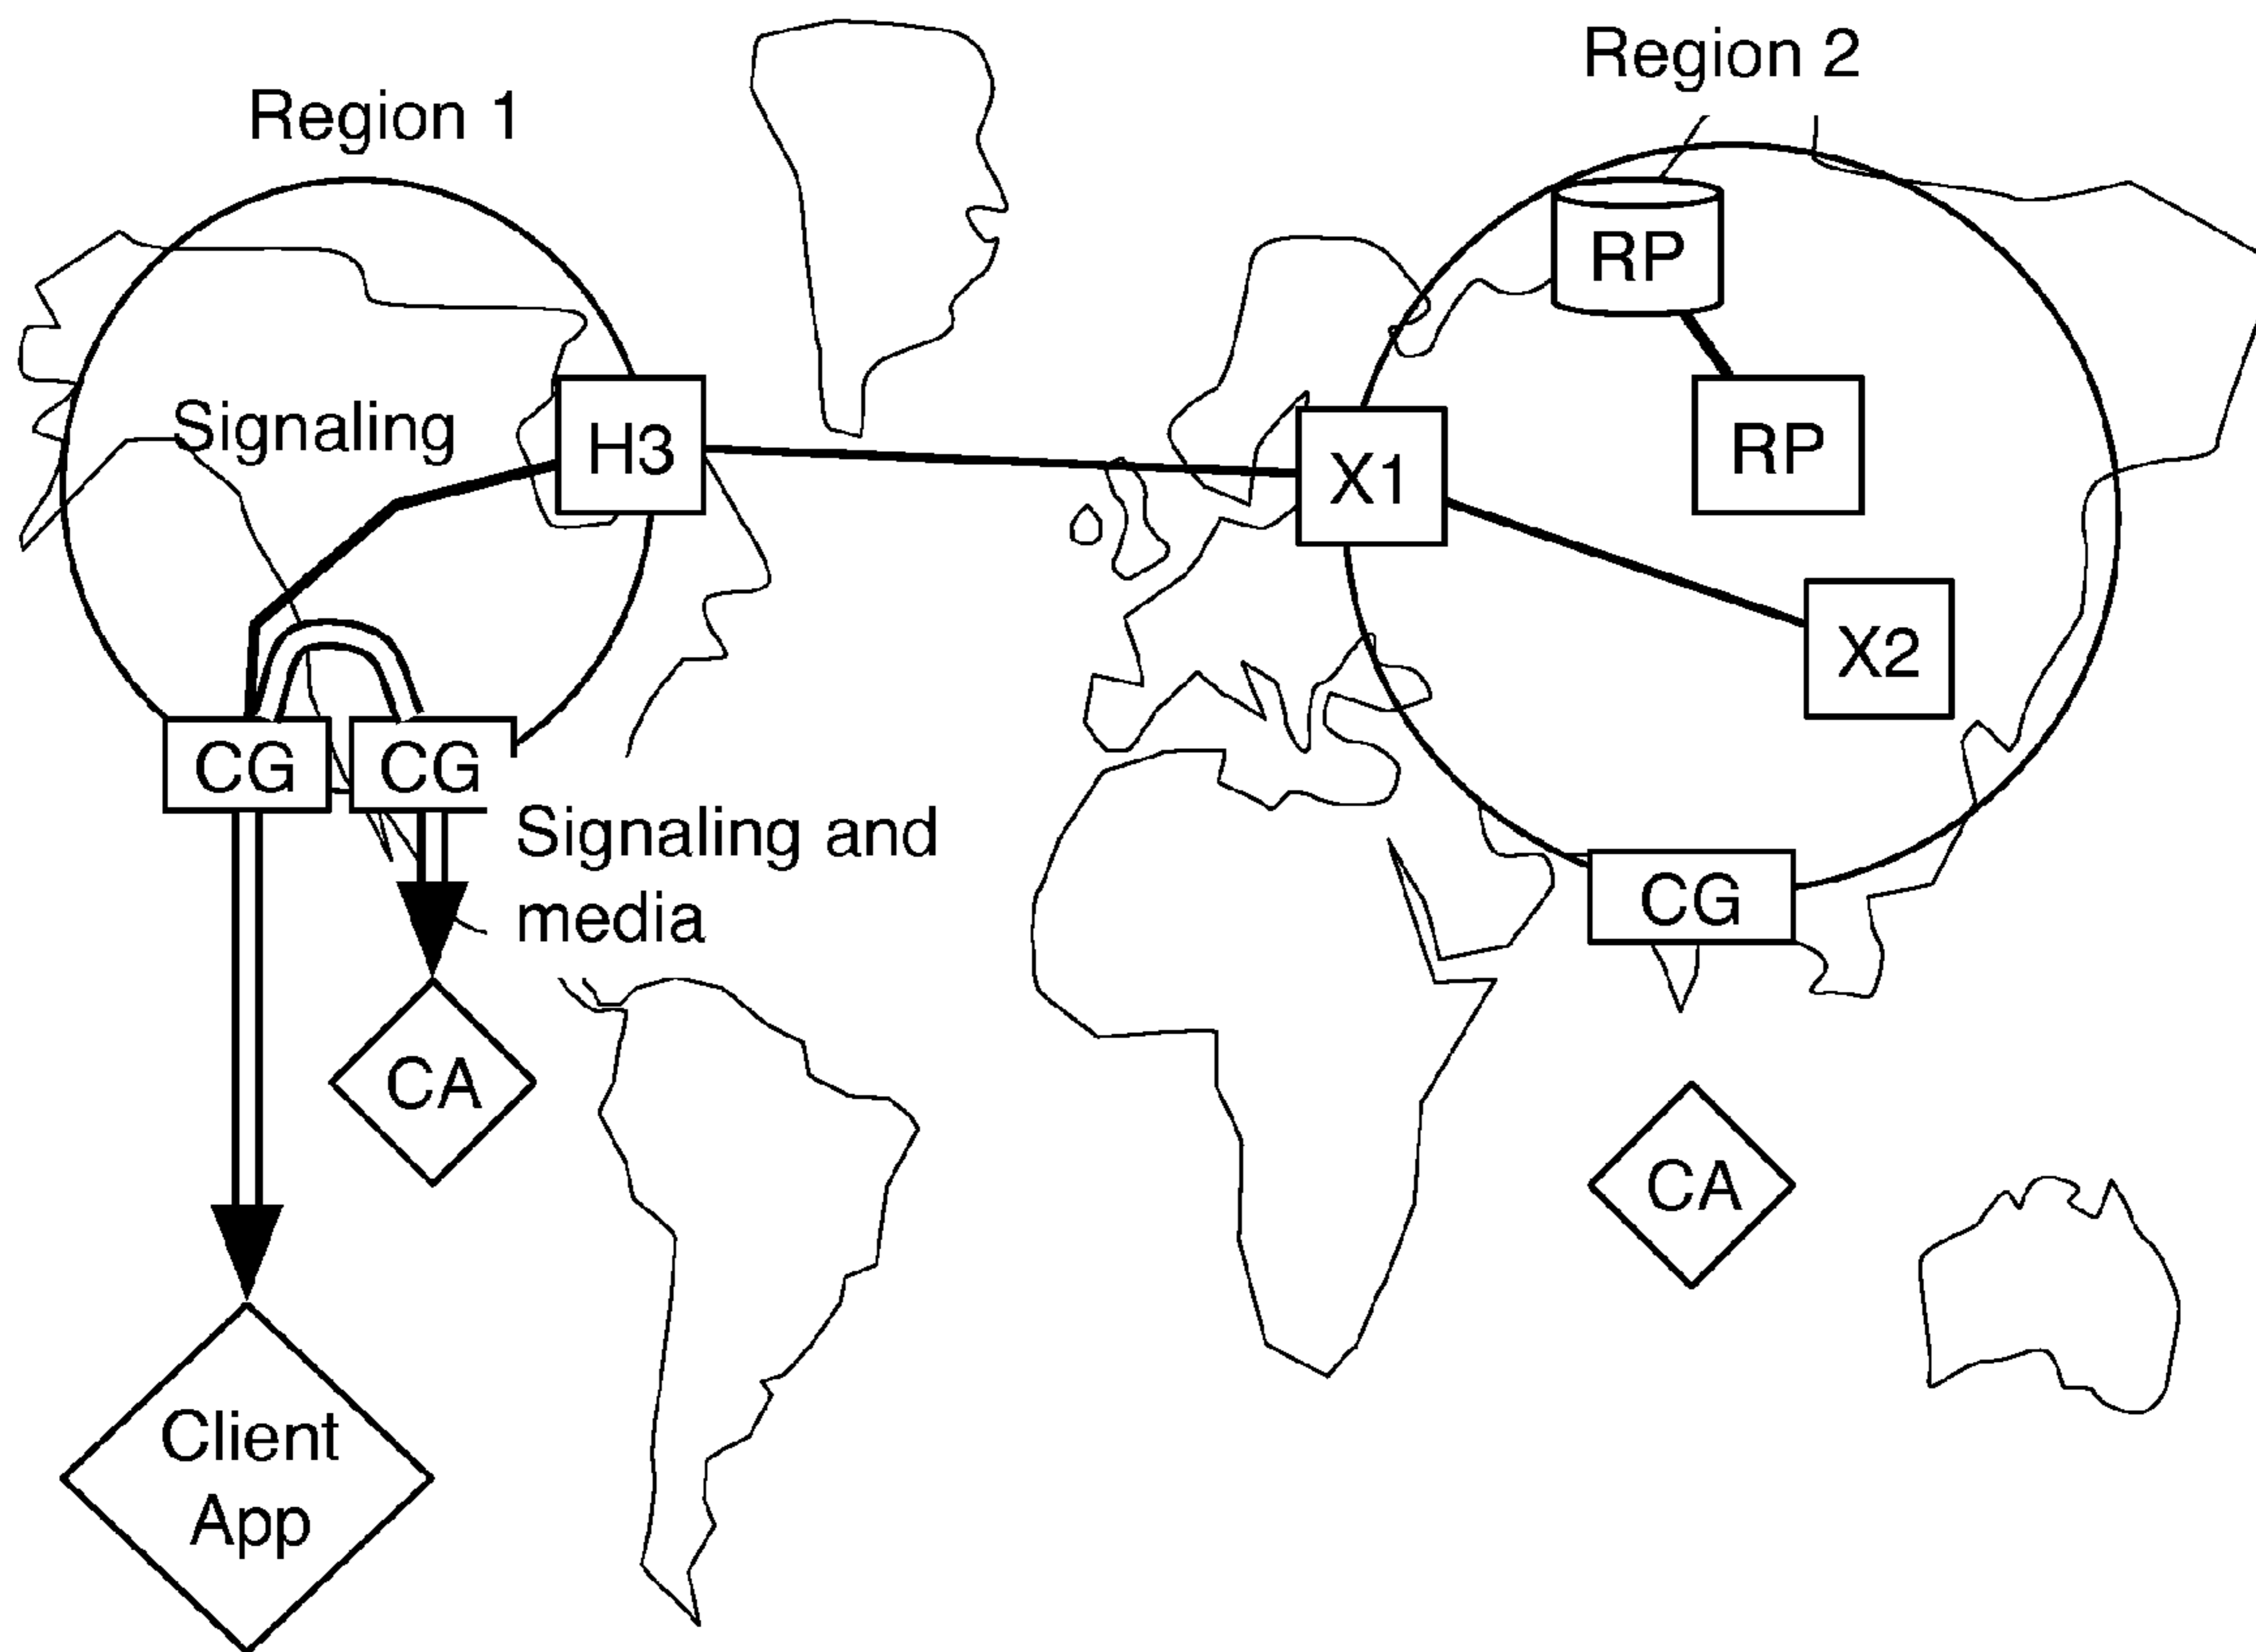 Region 1
Region 2
RP
Signaling
H3
RP
X1
X2
CG
CG
Signaling and
media
CG
CA
CA
Client
App